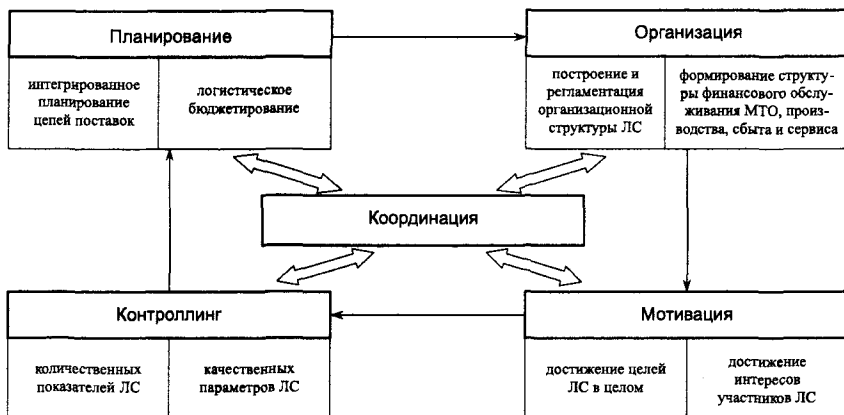 Планирование
интегрированное
планирование
цепей поставок
логистическое
бюджетирование
Организация
построение и
регламентация
организационной
структуры ЛС
формирование структу-
ры финансового обслу-
живания МТО, произ-
водства, сбыта и сервиса
Координация
Контроллинг
количественных
показателей ЛС
качественных
параметров ЛС
Мотивация
достижение целей
ЛС в целом
достижение
интересов
участников ЛС